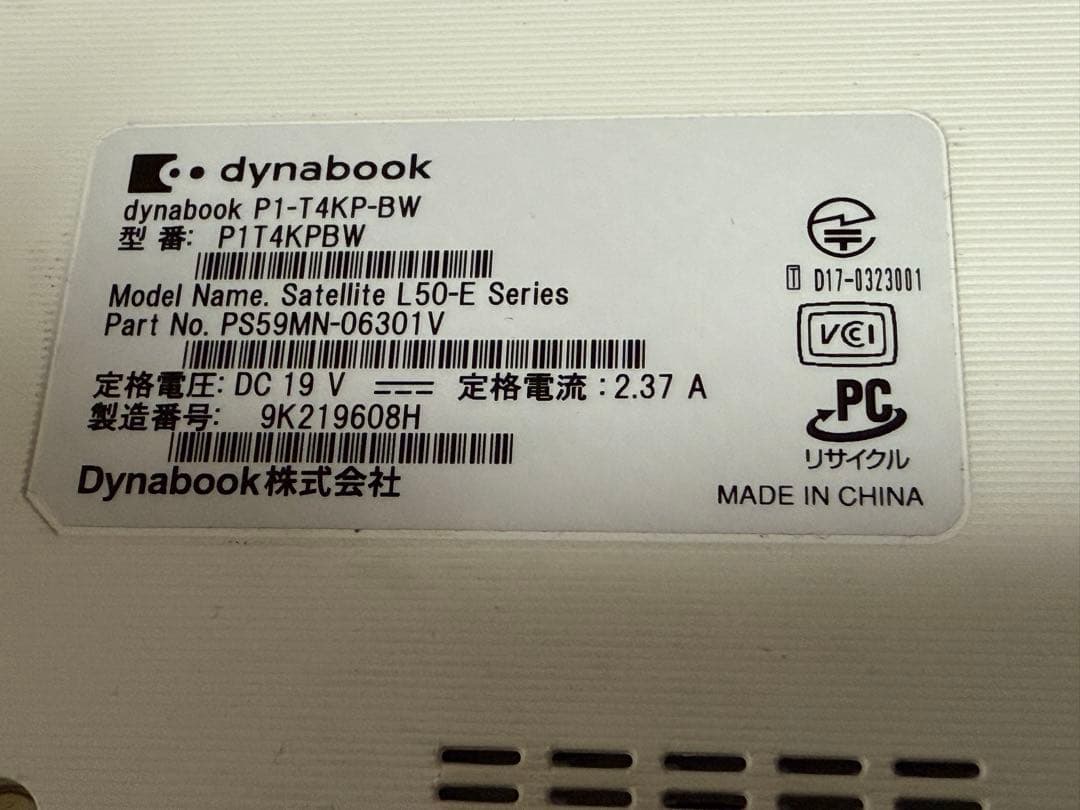 dynabook
dynabook P1-T4KP-BW
型 番: P1T4KPBW
Model Name. Satellite L50-E Series
Part No. PS59MN-06301V
定格電圧: DC 19 V ⎓ 定格電流 : 2.37 A
製造番号: 9K219608H
Dynabook株式会社
T D17-0323001
VCCI
PC
リサイクル
MADE IN CHINA